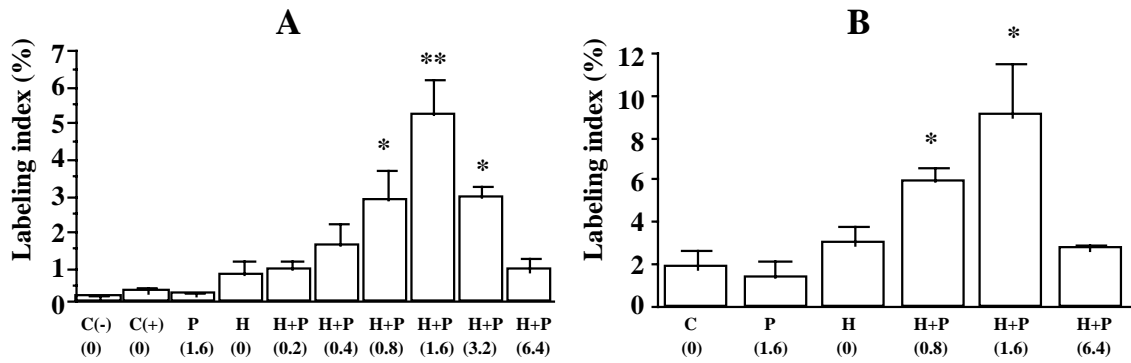 A
Labeling index (%)
7
6
5
4
3
2
1
0
** 
*
*
C(-) C(+) P H H+P H+P H+P H+P H+P H+P
(0) (0) (1.6) (0) (0.2) (0.4) (0.8) (1.6) (3.2) (6.4)
B
Labeling index (%)
12
10
8
6
4
2
0
*
*
C P H H+P H+P H+P
(0) (1.6) (0) (0.8) (1.6) (6.4)